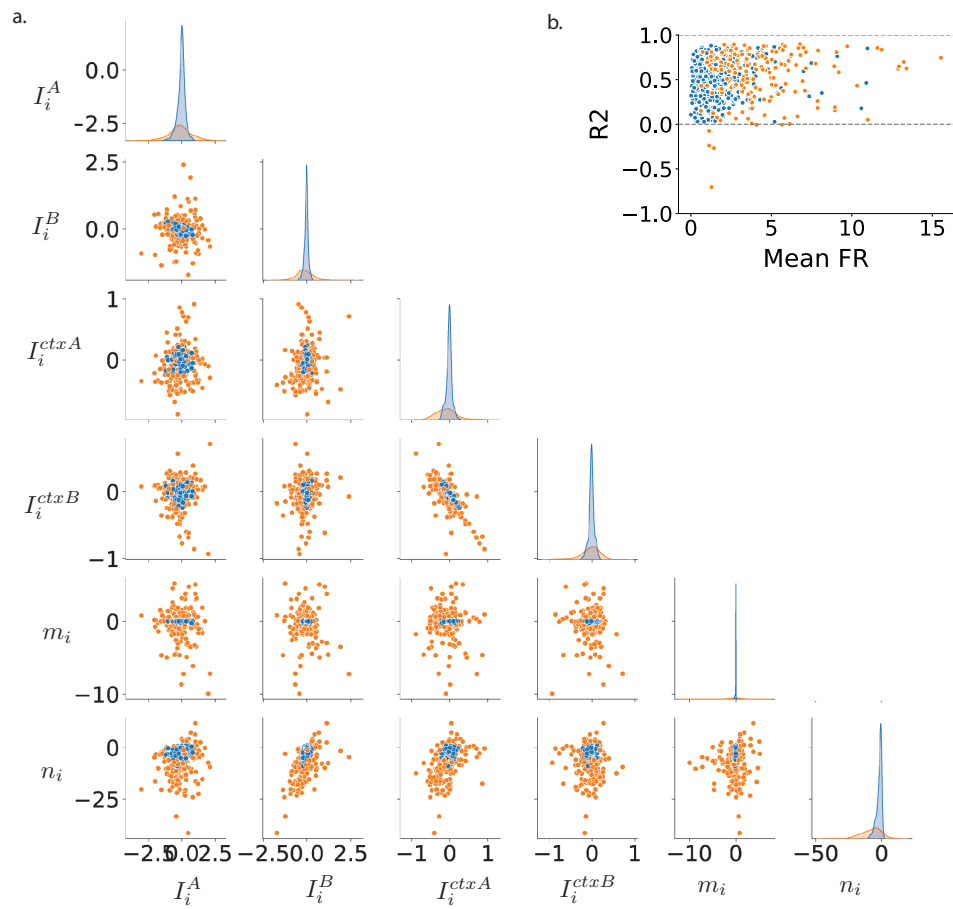 a.
b.
1.0
0.5
0.0
−0.5
−1.0
R2
0 5 10 15
Mean FR
I_i^A
0.0
−2.5
I_i^B
2.5
0.0
I_i^{ctxA}
1
0
I_i^{ctxB}
0
−1
m_i
0
−10
n_i
0
−25
−2.5 0.0 2.5
−2.5 0.0 2.5
−1 0 1
−1 0 1
−10 0
−50 0
I_i^A
I_i^B
I_i^{ctxA}
I_i^{ctxB}
m_i
n_i